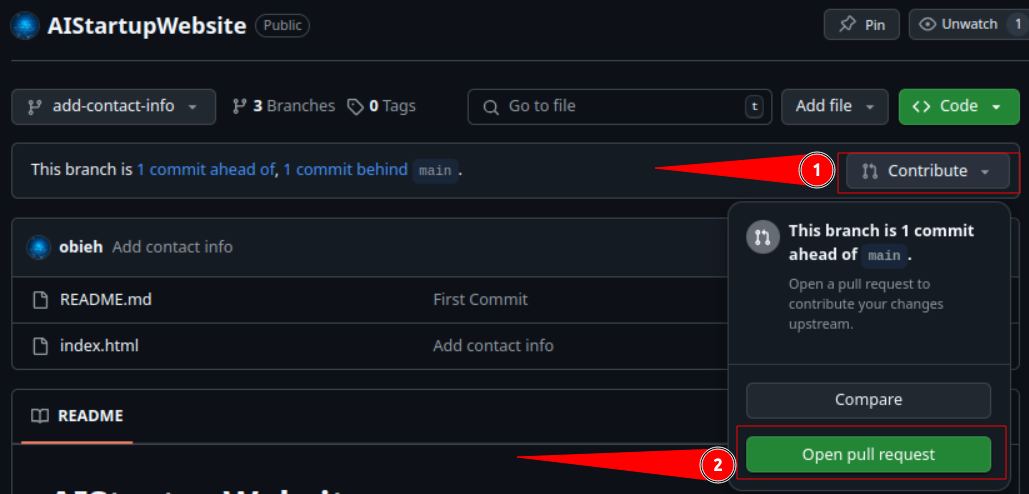 AIStartupWebsite Public Pin Unwatch 1
add-contact-info 3 Branches 0 Tags Go to file t Add file Code
This branch is 1 commit ahead of, 1 commit behind main .
1 Contribute
This branch is 1 commit
ahead of main .
Open a pull request to
contribute your changes
upstream.
Compare
2 Open pull request
obieh Add contact info
README.md First Commit
index.html Add contact info
README
AIStartupWebsite